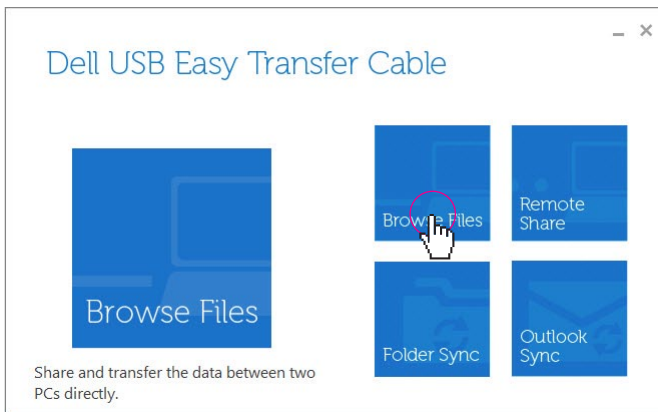 Dell USB Easy Transfer Cable
Browse Files
Share and transfer the data between two
PCs directly.
Browse Files
Remote
Share
Folder Sync
Outlook
Sync